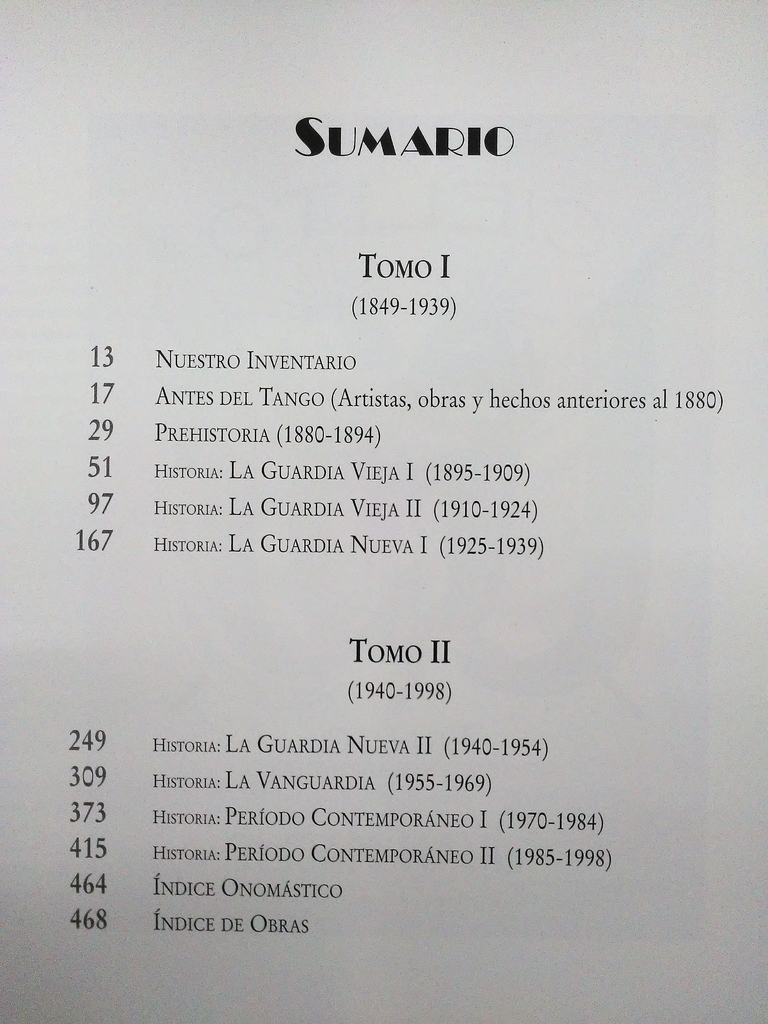 SUMARIO
TOMO I
(1849-1939)
13 NUESTRO INVENTARIO
17 ANTES DEL TANGO (Artistas, obras y hechos anteriores al 1880)
29 PREHISTORIA (1880-1894)
51 HISTORIA: LA GUARDIA VIEJA I (1895-1909)
97 HISTORIA: LA GUARDIA VIEJA II (1910-1924)
167 HISTORIA: LA GUARDIA NUEVA I (1925-1939)
TOMO II
(1940-1998)
249 HISTORIA: LA GUARDIA NUEVA II (1940-1954)
309 HISTORIA: LA VANGUARDIA (1955-1969)
373 HISTORIA: PERÍODO CONTEMPORÁNEO I (1970-1984)
415 HISTORIA: PERÍODO CONTEMPORÁNEO II (1985-1998)
464 ÍNDICE ONOMÁSTICO
468 ÍNDICE DE OBRAS